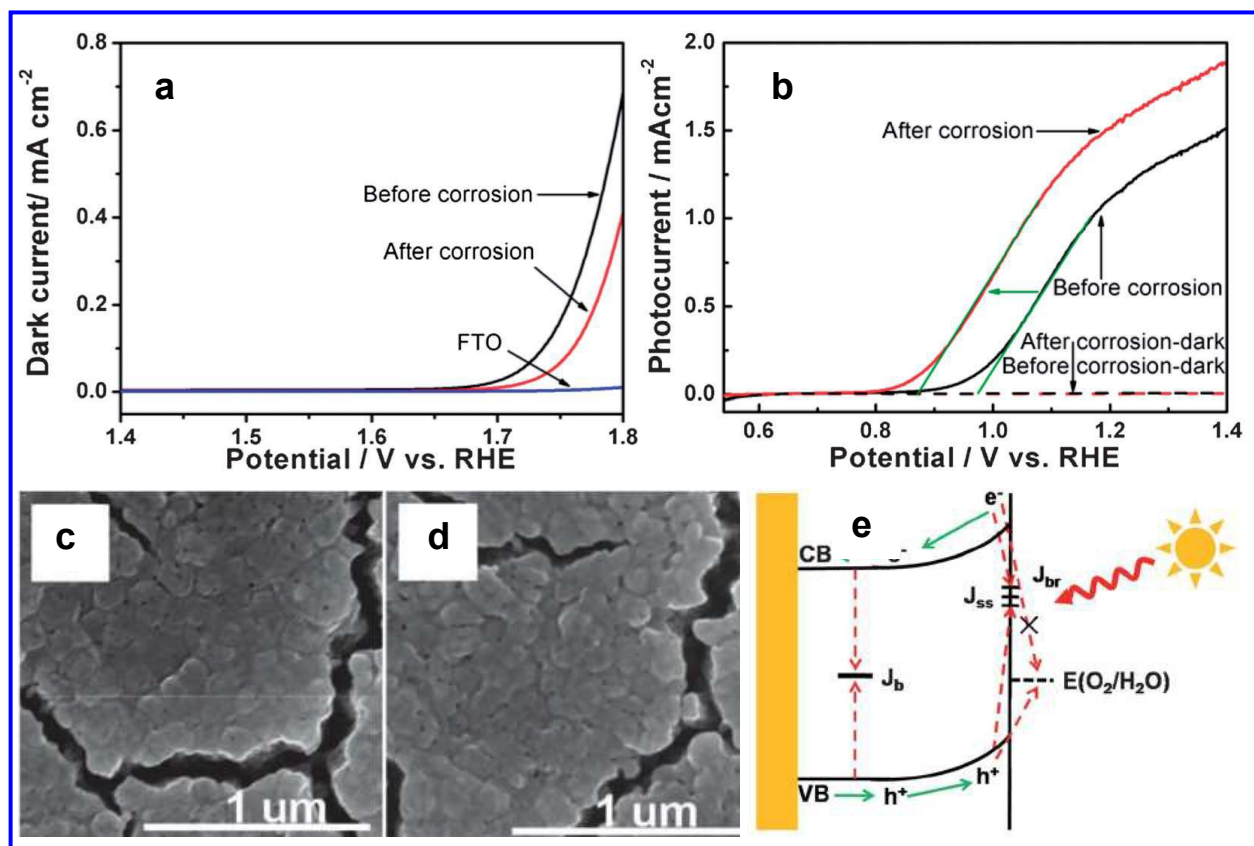 a
Dark current/ mA cm-2
0.8
0.6
0.4
0.2
0.0
Before corrosion
After corrosion
FTO
1.4 1.5 1.6 1.7 1.8
Potential / V vs. RHE
b
Photocurrent / mAcm-2
2.0
1.5
1.0
0.5
0.0
After corrosion
Before corrosion
After corrosion-dark
Before corrosion-dark
0.6 0.8 1.0 1.2 1.4
Potential / V vs. RHE
c
1 um
d
1 um
e
e-
CB
e-
Jbr
Jss
Jb
E(O2/H2O)
VB
h+
h+